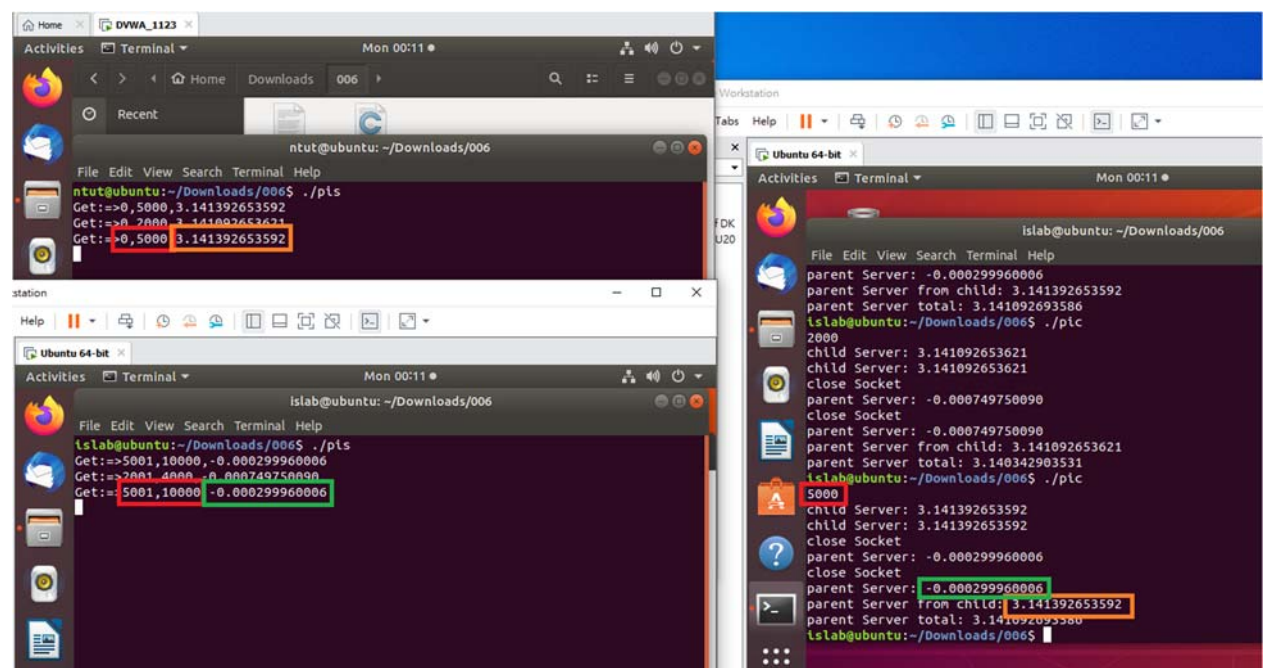 Home
DVWA_1123
Activities Terminal Mon 00:11
Home Downloads 006
Recent
ntut@ubuntu: ~/Downloads/006
File Edit View Search Terminal Help
ntut@ubuntu:~/Downloads/006$ ./pis
Get:=>0,5000,3.141392653592
Get:=>0,2000,3.141092653621
Get:=>0,5000 3.141392653592
station
Help
Ubuntu 64-bit
Activities Terminal Mon 00:11
islab@ubuntu: ~/Downloads/006
File Edit View Search Terminal Help
islab@ubuntu:~/Downloads/006$ ./pis
Get:=>5001,10000,-0.000299960006
Get:=>2001,4000,-0.000749750090
Get:=>5001,10000 -0.000299960006
Workstation
Tabs Help
f DK
U20
Ubuntu 64-bit
Activities Terminal Mon 00:11
islab@ubuntu: ~/Downloads/006
File Edit View Search Terminal Help
parent Server: -0.000299960006
parent Server from child: 3.141392653592
parent Server total: 3.141092693586
islab@ubuntu:~/Downloads/006$ ./pic
2000
child Server: 3.141092653621
child Server: 3.141092653621
close Socket
parent Server: -0.000749750090
close Socket
parent Server: -0.000749750090
parent Server from child: 3.141092653621
parent Server total: 3.140342903531
islab@ubuntu:~/Downloads/006$ ./pic
5000
child Server: 3.141392653592
child Server: 3.141392653592
close Socket
parent Server: -0.000299960006
close Socket
parent Server: -0.000299960006
parent Server from child: 3.141392653592
parent Server total: 3.141092693586
islab@ubuntu:~/Downloads/006$